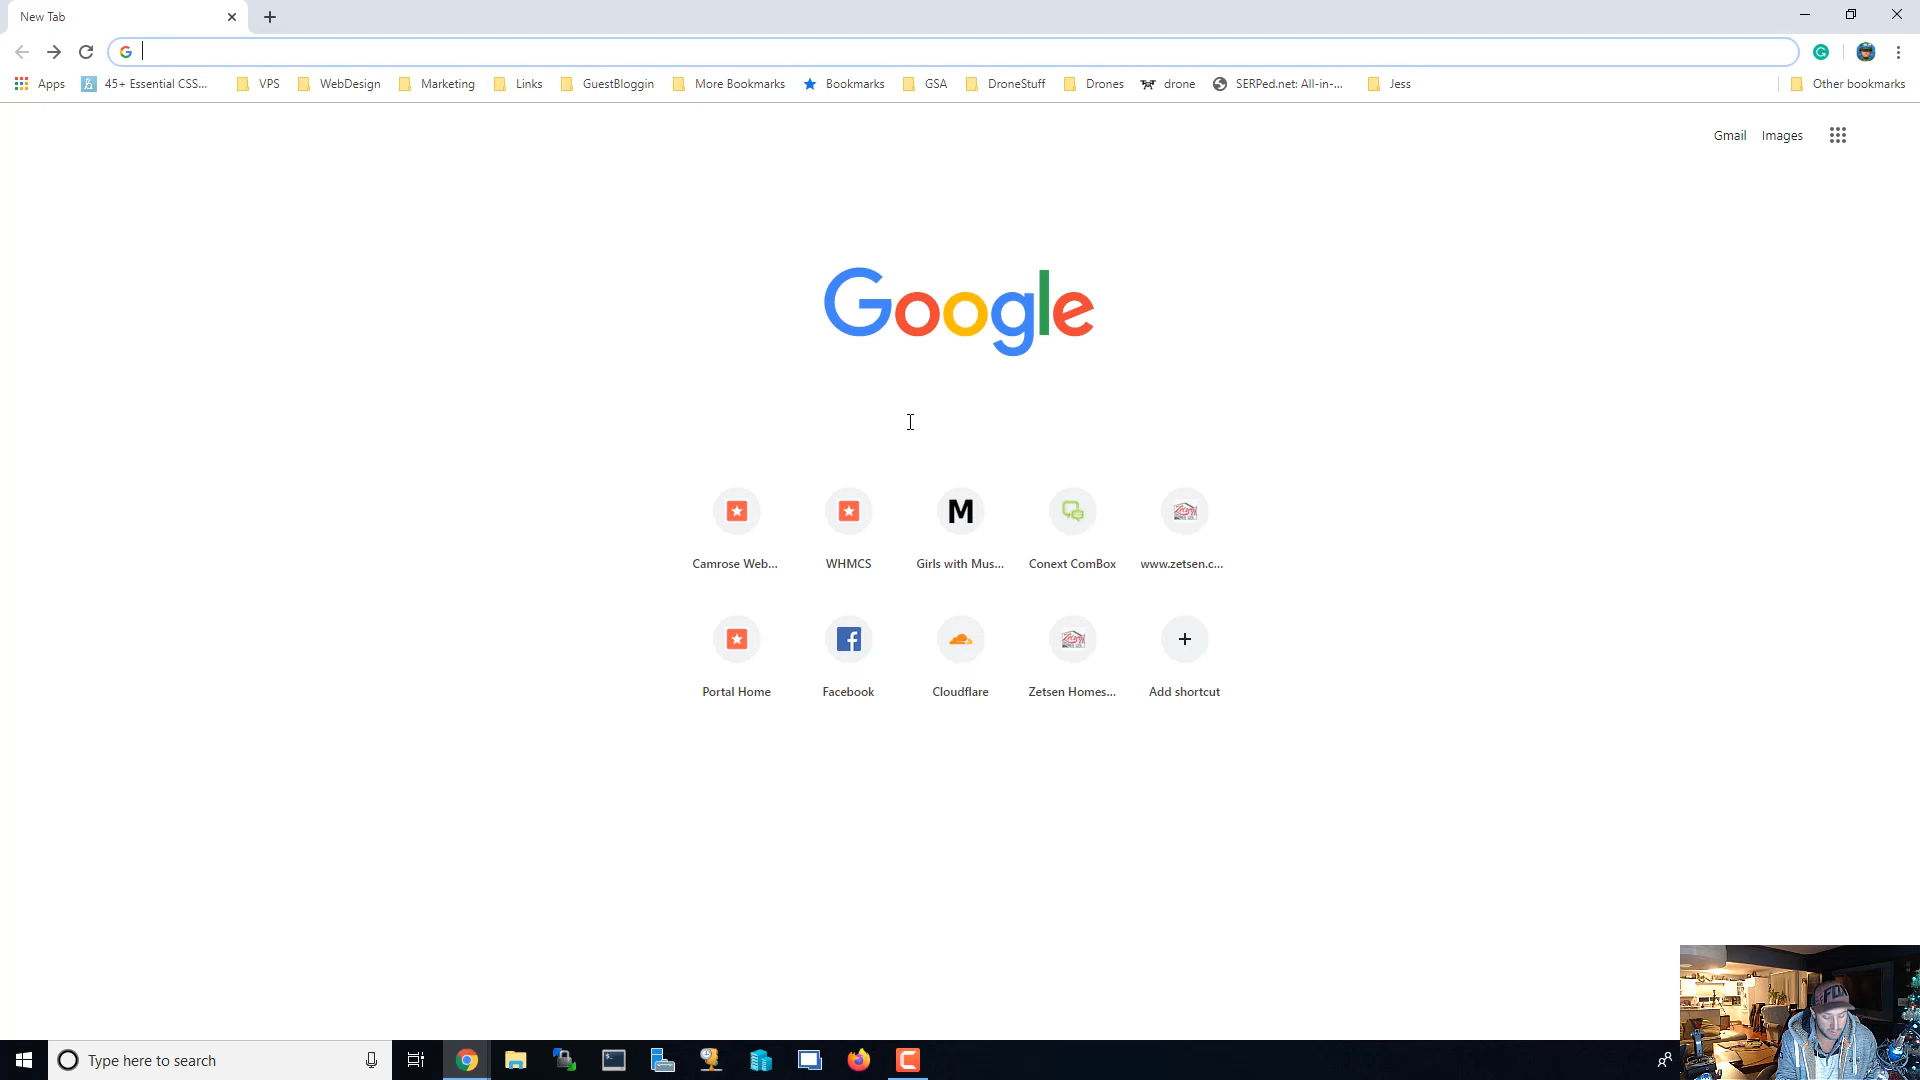 New Tab
Apps 45+ Essential CSS... VPS WebDesign Marketing Links GuestBloggin More Bookmarks Bookmarks GSA DroneStuff Drones drone SERPed.net: All-in-... Jess Other bookmarks
Gmail Images
Google
M
Camrose Web... WHMCS Girls with Mus... Conext ComBox www.zetsen.c...
Portal Home Facebook Cloudflare Zetsen Homes... Add shortcut
Type here to search
FOX